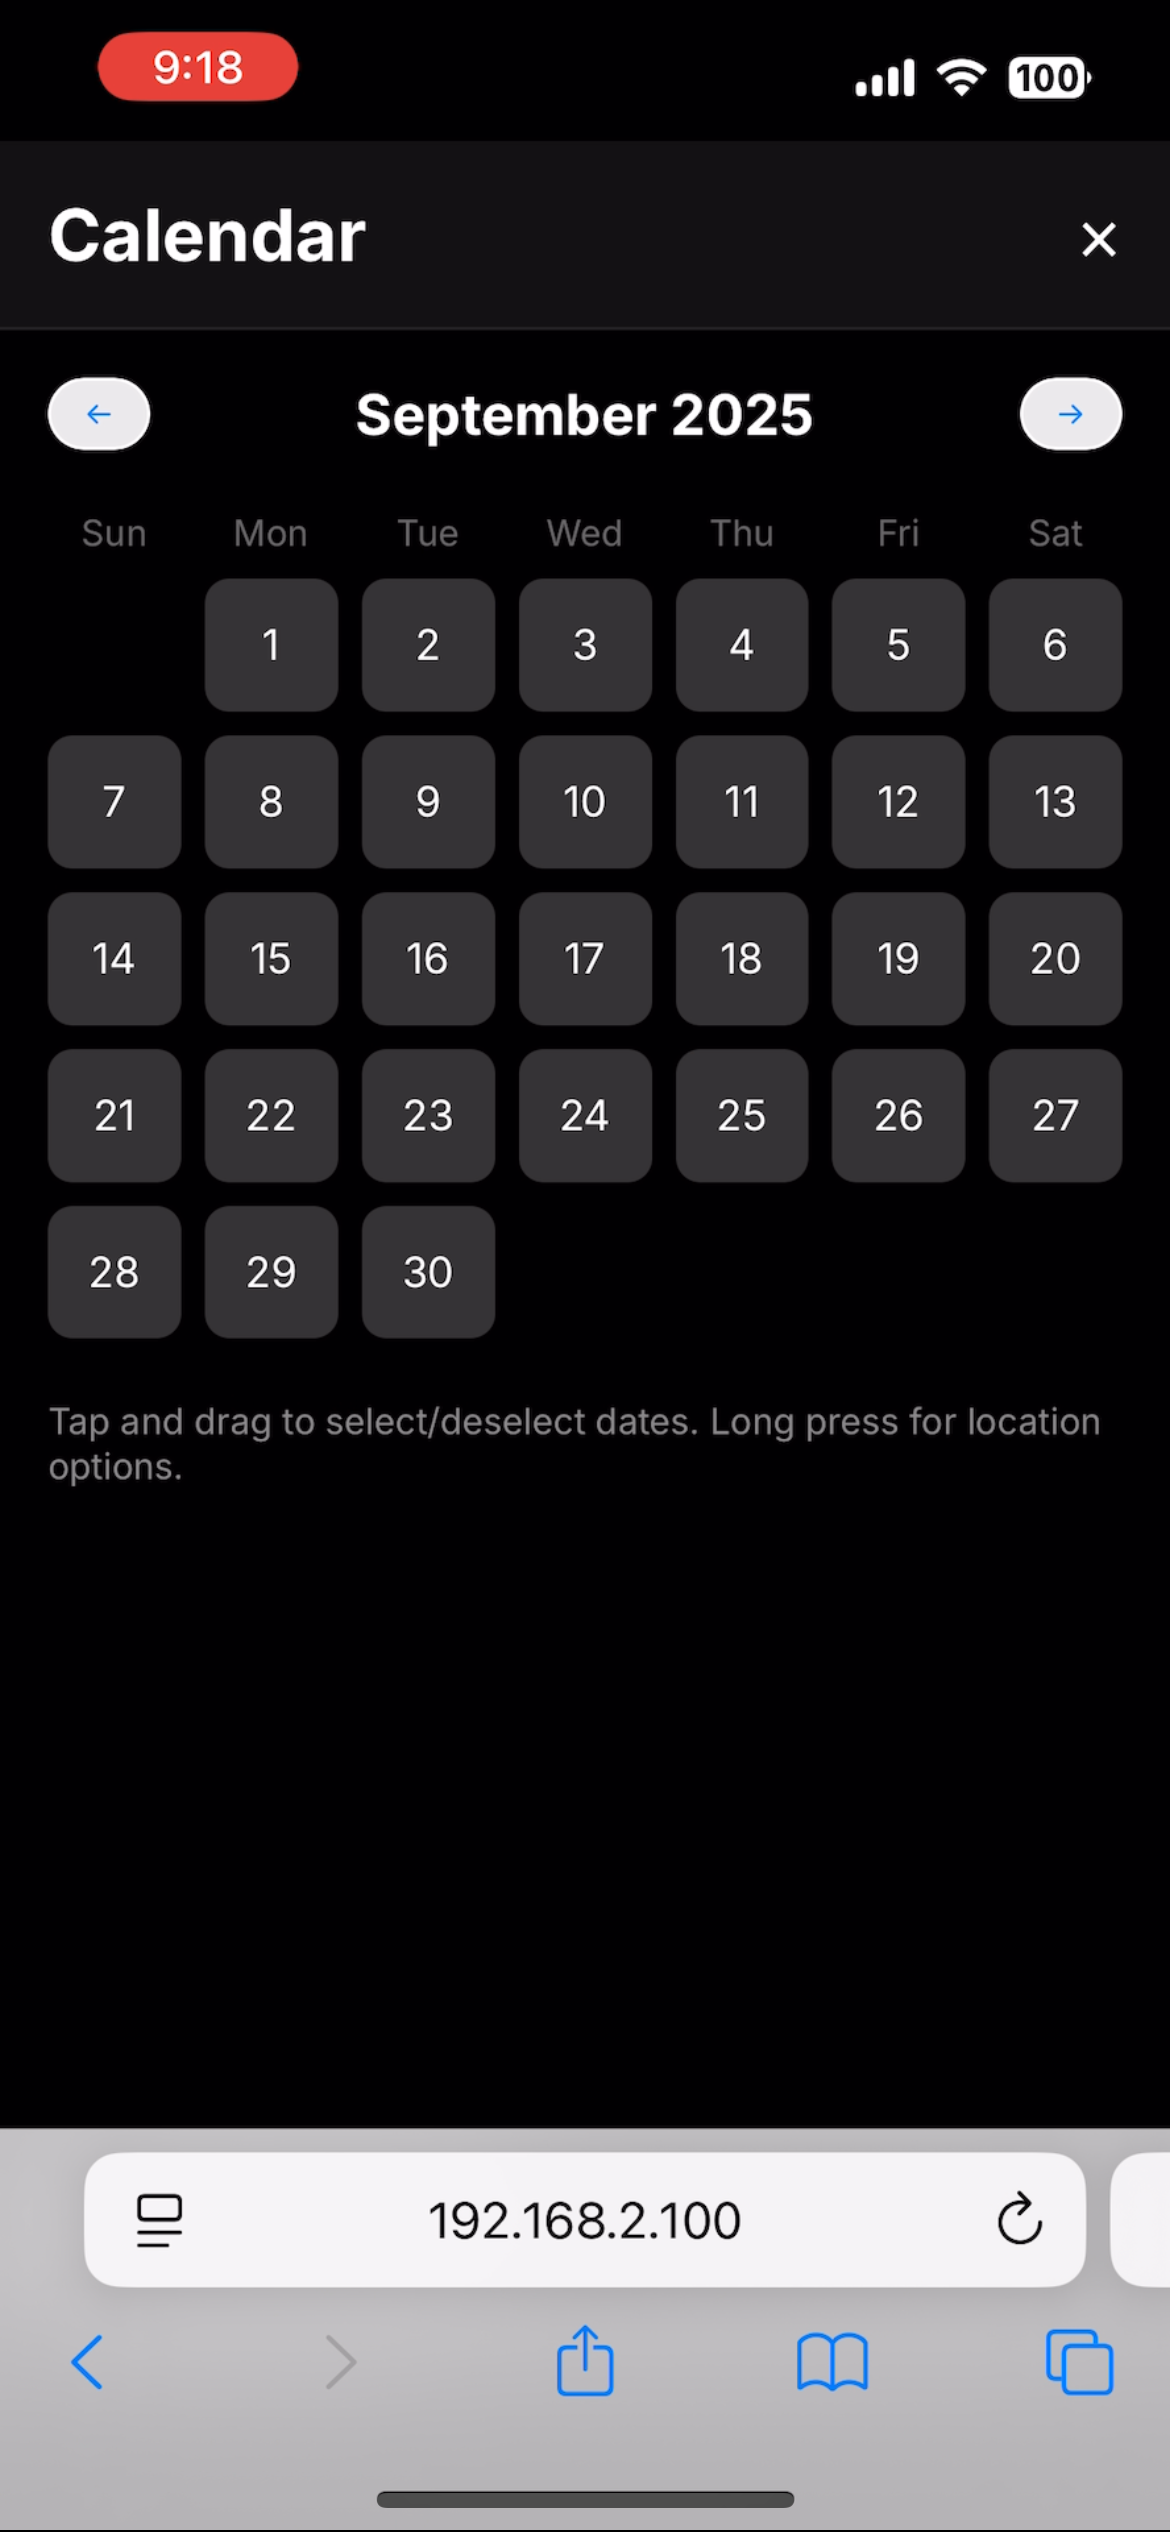 9:18
100
Calendar
September 2025
Sun Mon Tue Wed Thu Fri Sat
1 2 3 4 5 6
7 8 9 10 11 12 13
14 15 16 17 18 19 20
21 22 23 24 25 26 27
28 29 30
Tap and drag to select/deselect dates. Long press for location
options.
192.168.2.100